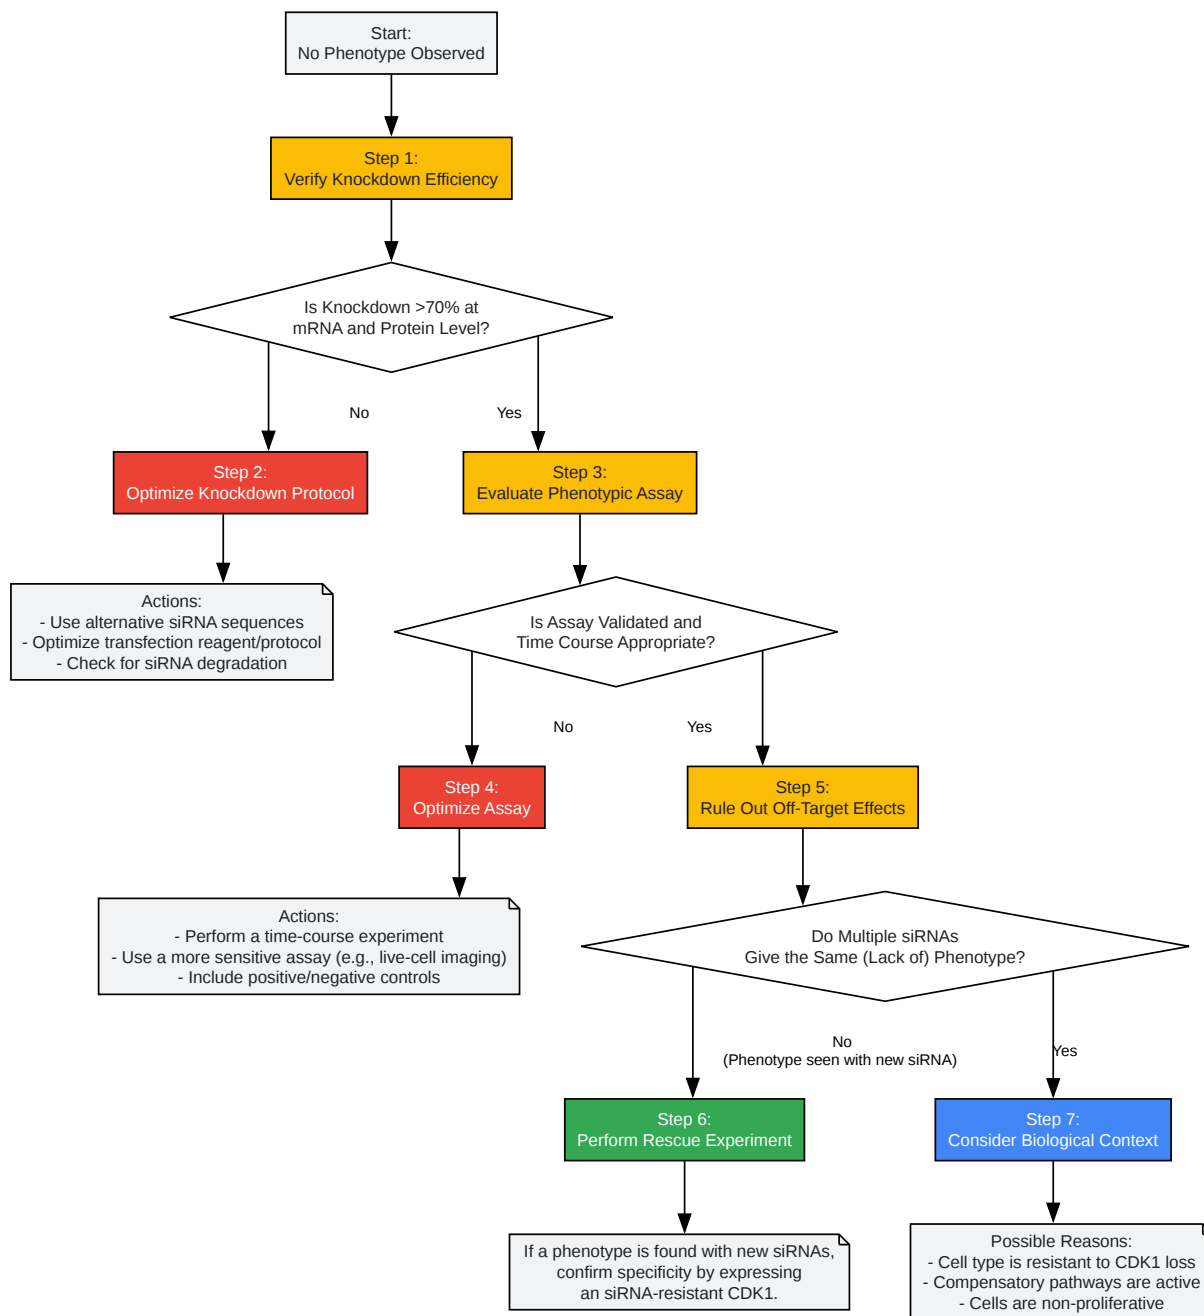 Start:
No Phenotype Observed
Step 1:
Verify Knockdown Efficiency
Is Knockdown >70% at
mRNA and Protein Level?
No
Yes
Step 2:
Optimize Knockdown Protocol
Step 3:
Evaluate Phenotypic Assay
Actions:
- Use alternative siRNA sequences
- Optimize transfection reagent/protocol
- Check for siRNA degradation
Is Assay Validated and
Time Course Appropriate?
No
Yes
Step 4:
Optimize Assay
Step 5:
Rule Out Off-Target Effects
Actions:
- Perform a time-course experiment
- Use a more sensitive assay (e.g., live-cell imaging)
- Include positive/negative controls
Do Multiple siRNAs
Give the Same (Lack of) Phenotype?
No
(Phenotype seen with new siRNA)
Yes
Step 6:
Perform Rescue Experiment
Step 7:
Consider Biological Context
If a phenotype is found with new siRNAs,
confirm specificity by expressing
an siRNA-resistant CDK1.
Possible Reasons:
- Cell type is resistant to CDK1 loss
- Compensatory pathways are active
- Cells are non-proliferative